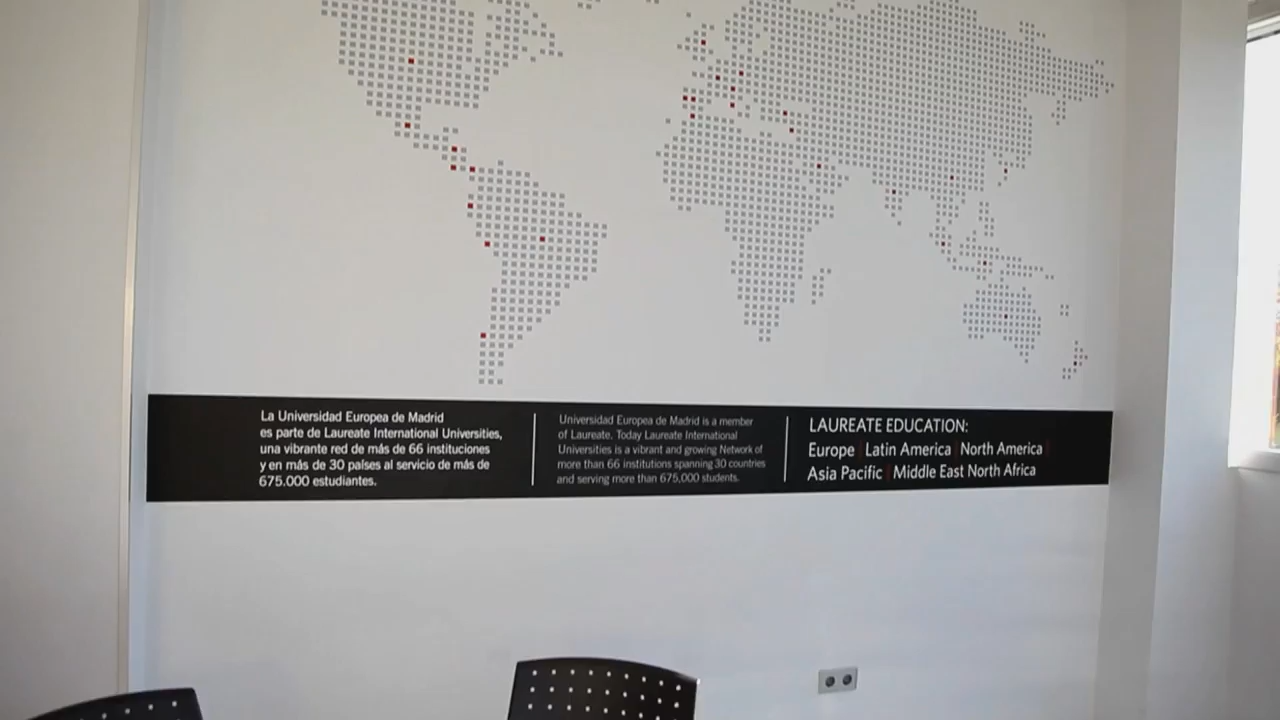 La Universidad Europea de Madrid
es parte de Laureate International Universities,
una vibrante red de más de 66 instituciones
y en más de 30 países al servicio de más de
675.000 estudiantes.
Universidad Europea de Madrid is a member
of Laureate. Today Laureate International
Universities is a vibrant and growing Network of
more than 66 institutions spanning 30 countries
and serving more than 675,000 students.
LAUREATE EDUCATION:
Europe | Latin America | North America |
Asia Pacific | Middle East North Africa